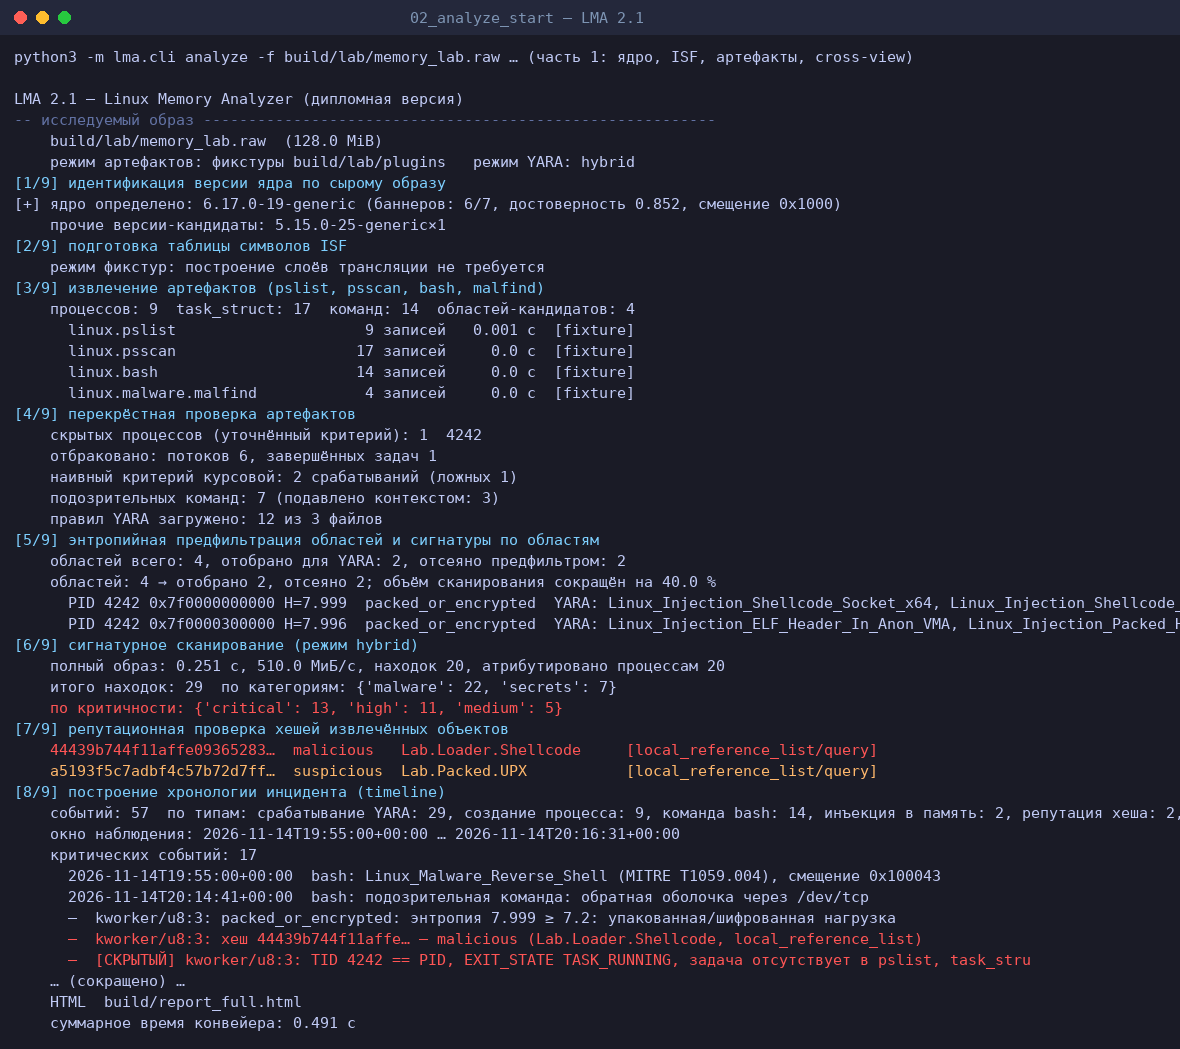 02_analyze_start — LMA 2.1
python3 -m lma.cli analyze -f build/lab/memory_lab.raw … (часть 1: ядро, ISF, артефакты, cross-view)
LMA 2.1 — Linux Memory Analyzer (дипломная версия)
-- исследуемый образ ---------------------------------------------------------
build/lab/memory_lab.raw  (128.0 MiB)
режим артефактов: фикстуры build/lab/plugins   режим YARA: hybrid
[1/9] идентификация версии ядра по сырому образу
[+] ядро определено: 6.17.0-19-generic (баннеров: 6/7, достоверность 0.852, смещение 0x1000)
прочие версии-кандидаты: 5.15.0-25-generic×1
[2/9] подготовка таблицы символов ISF
режим фикстур: построение слоёв трансляции не требуется
[3/9] извлечение артефактов (pslist, psscan, bash, malfind)
процессов: 9  task_struct: 17  команд: 14  областей-кандидатов: 4
linux.pslist                     9 записей   0.001 с  [fixture]
linux.psscan                    17 записей     0.0 с  [fixture]
linux.bash                      14 записей     0.0 с  [fixture]
linux.malware.malfind            4 записей     0.0 с  [fixture]
[4/9] перекрёстная проверка артефактов
скрытых процессов (уточнённый критерий): 1  4242
отбраковано: потоков 6, завершённых задач 1
наивный критерий курсовой: 2 срабатываний (ложных 1)
подозрительных команд: 7 (подавлено контекстом: 3)
правил YARA загружено: 12 из 3 файлов
[5/9] энтропийная предфильтрация областей и сигнатуры по областям
областей всего: 4, отобрано для YARA: 2, отсеяно предфильтром: 2
областей: 4 → отобрано 2, отсеяно 2; объём сканирования сокращён на 40.0 %
PID 4242 0x7f0000000000 H=7.999  packed_or_encrypted  YARA: Linux_Injection_Shellcode_Socket_x64, Linux_Injection_Shellcode_
PID 4242 0x7f0000300000 H=7.996  packed_or_encrypted  YARA: Linux_Injection_ELF_Header_In_Anon_VMA, Linux_Injection_Packed_H
[6/9] сигнатурное сканирование (режим hybrid)
полный образ: 0.251 с, 510.0 МиБ/с, находок 20, атрибутировано процессам 20
итого находок: 29  по категориям: {'malware': 22, 'secrets': 7}
по критичности: {'critical': 13, 'high': 11, 'medium': 5}
[7/9] репутационная проверка хешей извлечённых объектов
44439b744f11affe09365283…  malicious   Lab.Loader.Shellcode     [local_reference_list/query]
a5193f5c7adbf4c57b72d7ff…  suspicious  Lab.Packed.UPX           [local_reference_list/query]
[8/9] построение хронологии инцидента (timeline)
событий: 57  по типам: срабатывание YARA: 29, создание процесса: 9, команда bash: 14, инъекция в память: 2, репутация хеша: 2,
окно наблюдения: 2026-11-14T19:55:00+00:00 … 2026-11-14T20:16:31+00:00
критических событий: 17
2026-11-14T19:55:00+00:00  bash: Linux_Malware_Reverse_Shell (MITRE T1059.004), смещение 0x100043
2026-11-14T20:14:41+00:00  bash: подозрительная команда: обратная оболочка через /dev/tcp
—  kworker/u8:3: packed_or_encrypted: энтропия 7.999 ≥ 7.2: упакованная/шифрованная нагрузка
—  kworker/u8:3: хеш 44439b744f11affe… — malicious (Lab.Loader.Shellcode, local_reference_list)
—  [СКРЫТЫЙ] kworker/u8:3: TID 4242 == PID, EXIT_STATE TASK_RUNNING, задача отсутствует в pslist, task_stru
… (сокращено) …
HTML  build/report_full.html
суммарное время конвейера: 0.491 с